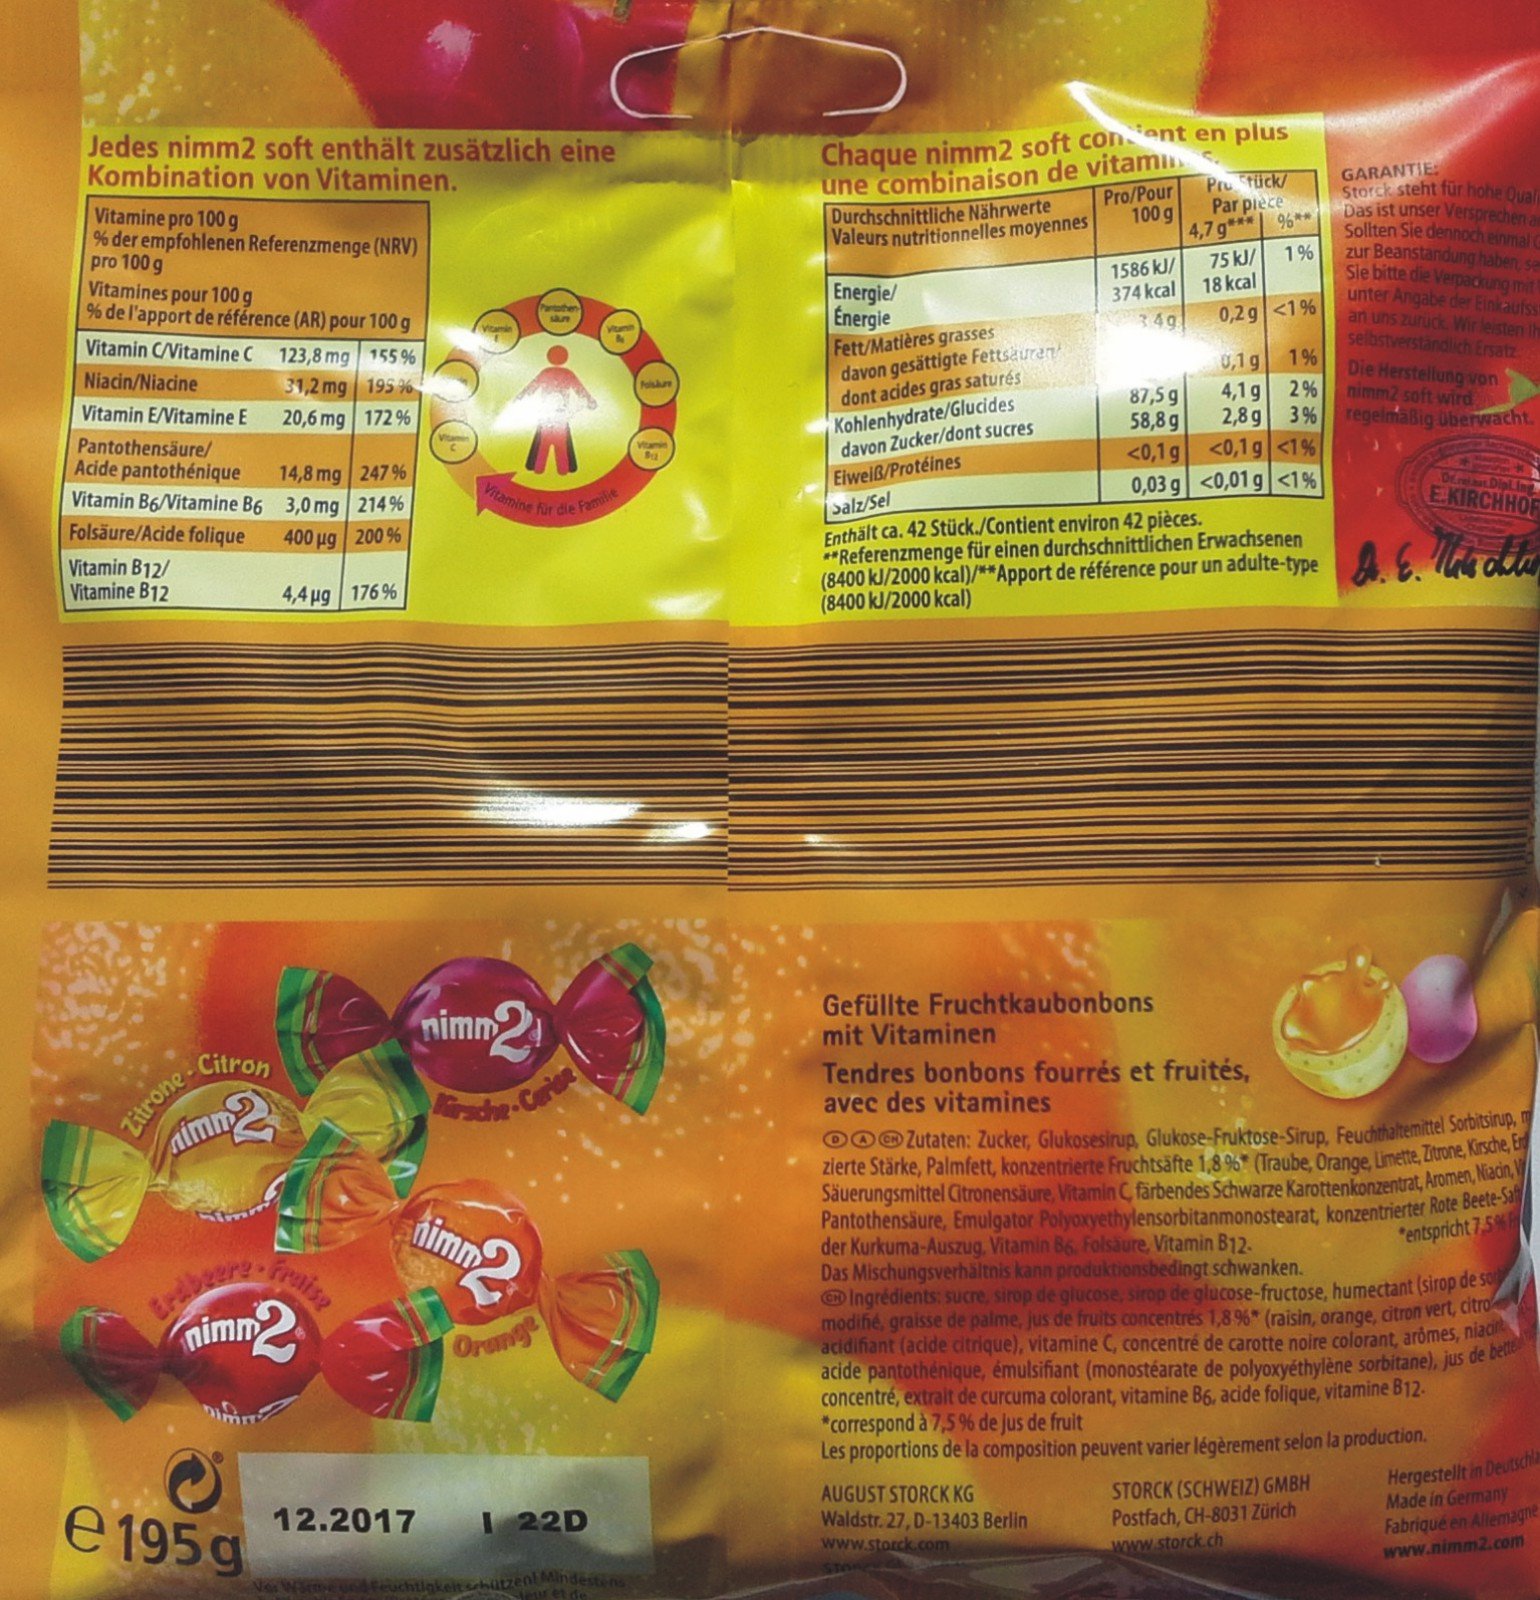 Jedes nimm2 soft enthält zusätzlich eine
Kombination von Vitaminen.
Vitamine pro 100 g
% der empfohlenen Referenzmenge (NRV)
pro 100 g
Vitamines pour 100 g
% de l'apport de référence (AR) pour 100 g
Vitamin C/Vitamine C 123,8 mg 155 %
Niacin/Niacine 31,2 mg 195 %
Vitamin E/Vitamine E 20,6 mg 172 %
Pantothensäure/
Acide pantothénique 14,8 mg 247 %
Vitamin B6/Vitamine B6 3,0 mg 214 %
Folsäure/Acide folique 400 µg 200 %
Vitamin B12/
Vitamine B12 4,4 µg 176 %
Pantothen-
säure
Vitamin
Vitamin
B6
Folsäure
Vitamin
C
Vitamin
B12
Vitamine für die Familie
Chaque nimm2 soft contient en plus
une combinaison de
Durchschnittliche Nährwerte
Valeurs nutritionnelles moyennes
Pro/Pour
100 g
Pro Stück/
Par pièce
4,7 g*** %**
Energie/
Énergie
1586 kJ/ 75 kJ/ 1 %
374 kcal 18 kcal
Fett/Matières grasses 3,4 g 0,2 g <1 %
davon gesättigte Fettsäuren/
dont acides gras saturés 0,1 g 1 %
Kohlenhydrate/Glucides 87,5 g 4,1 g 2 %
davon Zucker/dont sucres 58,8 g 2,8 g 3 %
Eiweiß/Protéines <0,1 g <0,1 g <1 %
Salz/Sel 0,03 g <0,01 g <1 %
Enthält ca. 42 Stück./Contient environ 42 pièces.
**Referenzmenge für einen durchschnittlichen Erwachsenen
(8400 kJ/2000 kcal)/**Apport de référence pour un adulte-type
(8400 kJ/2000 kcal)
GARANTIE:
Storck steht für hohe
Das ist unser Versprechen
Sollten Sie dennoch einmal
zur Beanstandung haben,
Sie bitte die Verpackung mit
unter Angabe der
an uns zurück. Wir leisten
selbstverständlich Ersatz.
Die Herstellung von
nimm2 soft wird
regelmäßig überwacht.
nimm2
Kirsche · Cerise
Zitrone · Citron
nimm2
nimm2
Orange
Erdbeere · Fraise
nimm2
Gefüllte Fruchtkaubonbons
mit Vitaminen
Tendres bonbons fourrés et fruités,
avec des vitamines
D A CH Zutaten: Zucker, Glukosesirup, Glukose-Fruktose-Sirup, Feuchthaltemittel Sorbitsirup,
zierte Stärke, Palmfett, konzentrierte Fruchtsäfte 1,8 %* (Traube, Orange, Limette, Zitrone, Kirsche,
Säuerungsmittel Citronensäure, Vitamin C, färbendes Schwarze Karottenkonzentrat, Aromen, Niacin,
Pantothensäure, Emulgator Polyoxyethylensorbitanmonostearat, konzentrierter Rote
der Kurkuma-Auszug, Vitamin B6, Folsäure, Vitamin B12.
*entspricht 7,5 %
Das Mischungsverhältnis kann produktionsbedingt schwanken.
CH Ingrédients: sucre, sirop de glucose, sirop de glucose-fructose, humectant (sirop de
modifié, graisse de palme, jus de fruits concentrés 1,8 %* (raisin, orange, citron vert,
acidifiant (acide citrique), vitamine C, concentré de carotte noire colorant, arômes,
acide pantothénique, émulsifiant (monostéarate de polyoxyéthylène sorbitane), jus de
concentré, extrait de curcuma colorant, vitamine B6, acide folique, vitamine B12.
*correspond à 7,5 % de jus de fruit
Les proportions de la composition peuvent varier légèrement selon la production.
AUGUST STORCK KG
Waldstr. 27, D-13403 Berlin
www.storck.com
STORCK (SCHWEIZ) GMBH
Postfach, CH-8031 Zürich
www.storck.ch
Hergestellt in
Made in Germany
Fabriqué en Allemagne
www.nimm2.com
e 195 g
12.2017 I 22D
Vor Wärme und Feuchtigkeit schützen! Mindestens